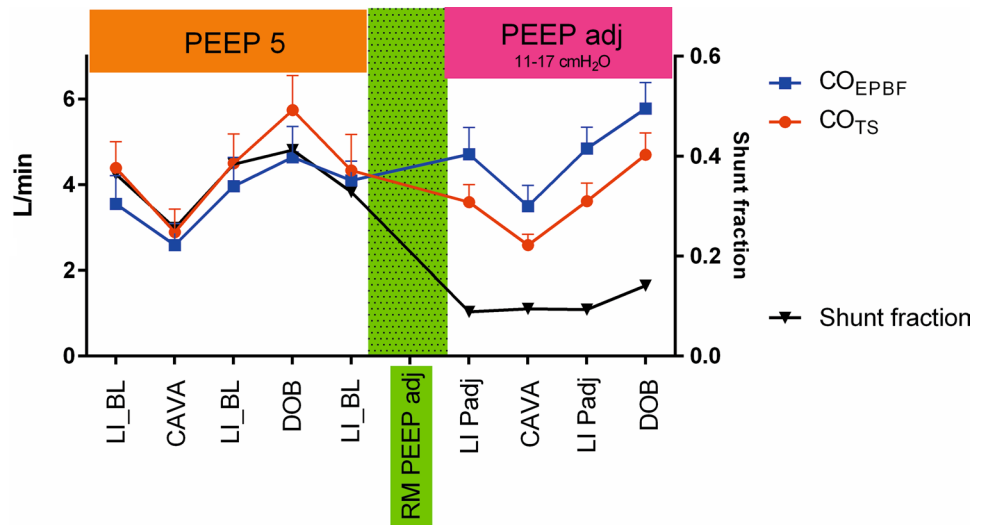 PEEP 5
PEEP adj
11-17 cmH₂O
L/min
6
4
2
0
0.6
0.4
0.2
0.0
Shunt fraction
LI_BL
CAVA
LI_BL
DOB
LI_BL
RM PEEP adj
LI Padj
CAVA
LI Padj
DOB
CO_EPBF
CO_TS
Shunt fraction